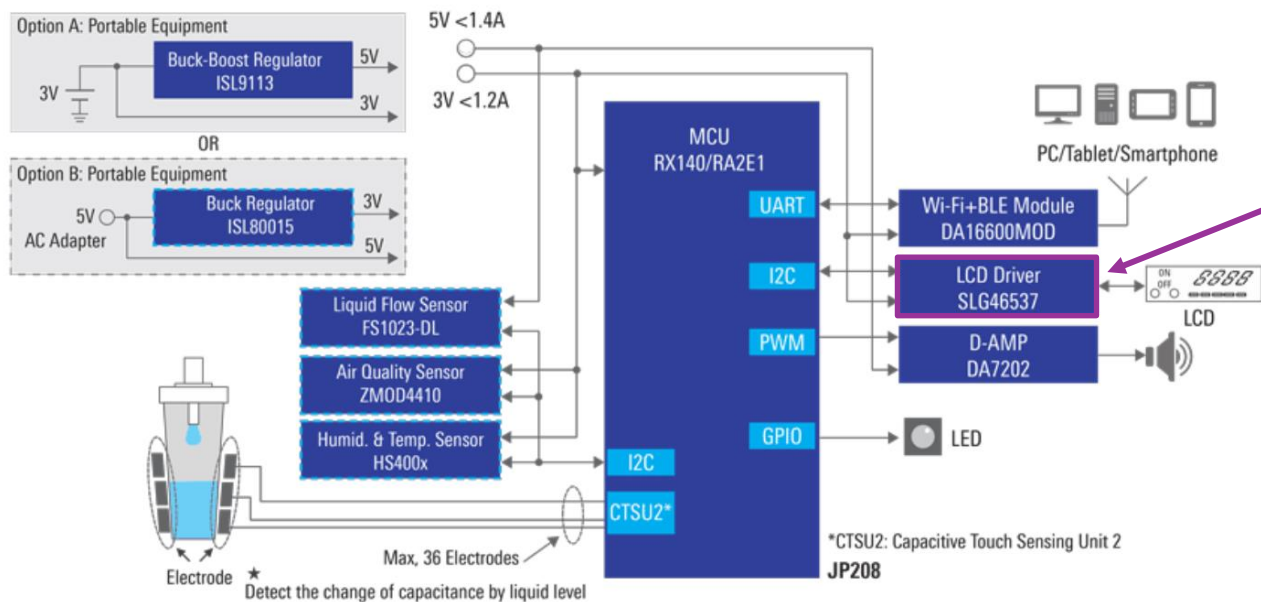 Option A: Portable Equipment
Buck-Boost Regulator
ISL9113
5V
3V
3V
OR
Option B: Portable Equipment
Buck Regulator
ISL80015
5V
AC Adapter
3V
5V
5V <1.4A
3V <1.2A
MCU
RX140/RA2E1
UART
I2C
PWM
GPIO
I2C
CTSU2*
PC/Tablet/Smartphone
Wi-Fi+BLE Module
DA16600MOD
LCD Driver
SLG46537
ON
OFF
8888
LCD
D-AMP
DA7202
LED
Liquid Flow Sensor
FS1023-DL
Air Quality Sensor
ZMOD4410
Humid. & Temp. Sensor
HS400x
Max, 36 Electrodes
Electrode
★
Detect the change of capacitance by liquid level
*CTSU2: Capacitive Touch Sensing Unit 2
JP208